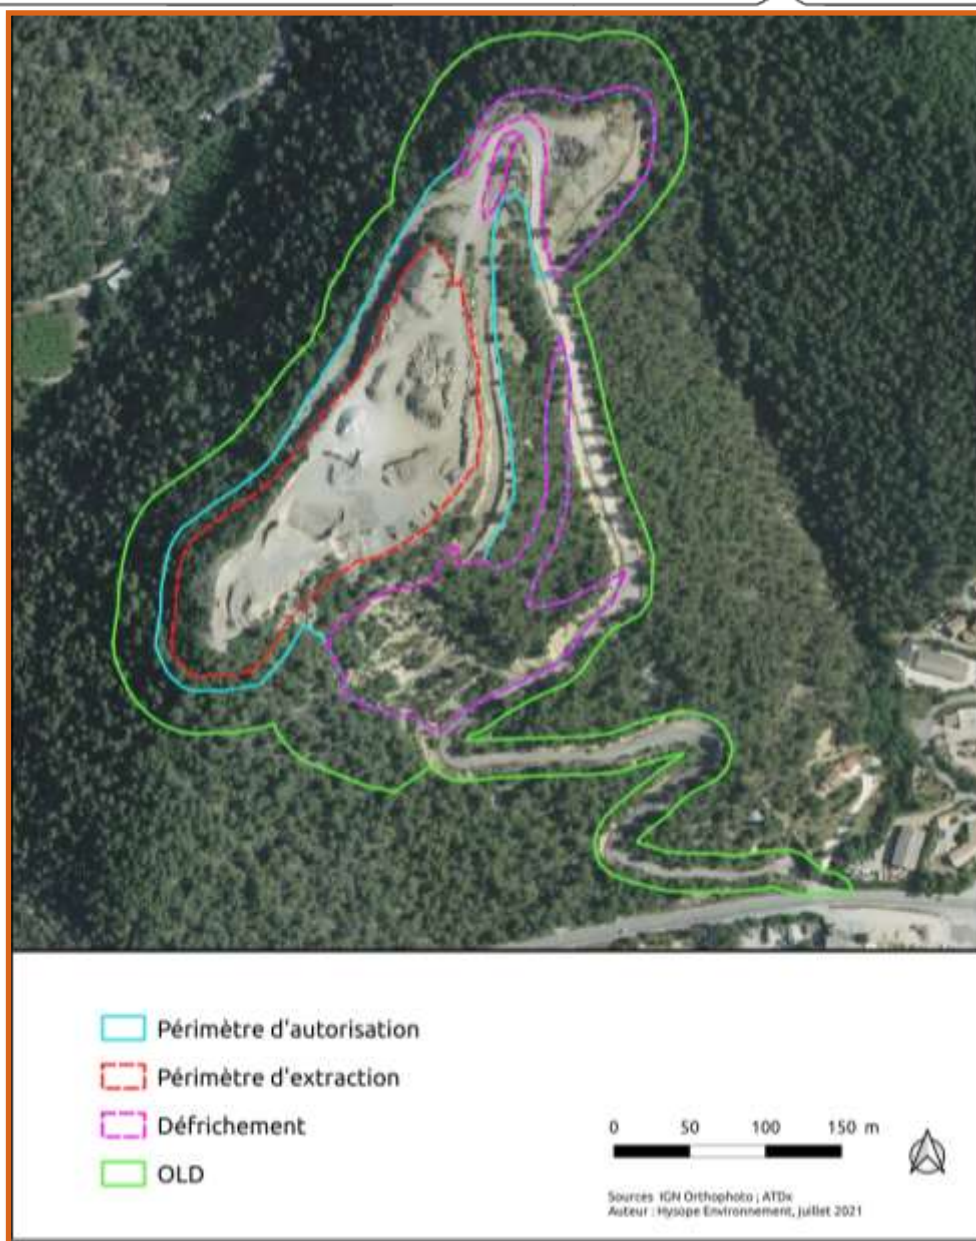 Périmètre d'autorisation
Périmètre d'extraction
Défrichement
OLD
0 50 100 150 m
Sources IGN Orthophoto ; ATDx
Auteur : Hysope Environnement, juillet 2021